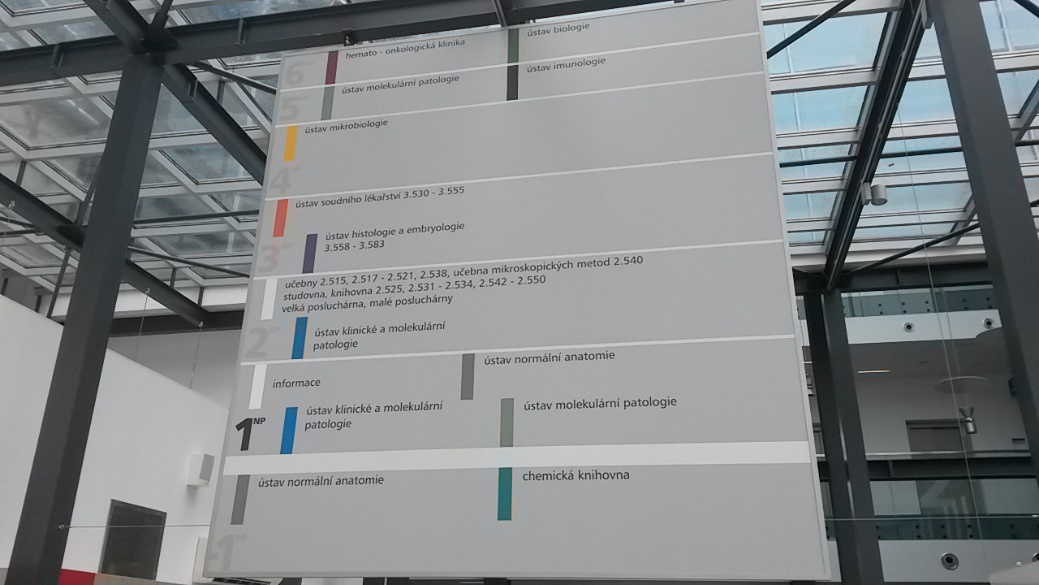 6
hemato - onkologická klinika
ústav biologie
5
ústav molekulární patologie
ústav imunologie
4
ústav mikrobiologie
3
ústav soudního lékařství 3.530 - 3.555
ústav histologie a embryologie
3.558 - 3.583
2
učebny 2.515, 2.517 - 2.521, 2.538, učebna mikroskopických metod 2.540
studovna, knihovna 2.525, 2.531 - 2.534, 2.542 - 2.550
velká posluchárna, malé posluchárny
ústav klinické a molekulární
patologie
1NP
informace
ústav normální anatomie
ústav klinické a molekulární
patologie
ústav molekulární patologie
-1
ústav normální anatomie
chemická knihovna